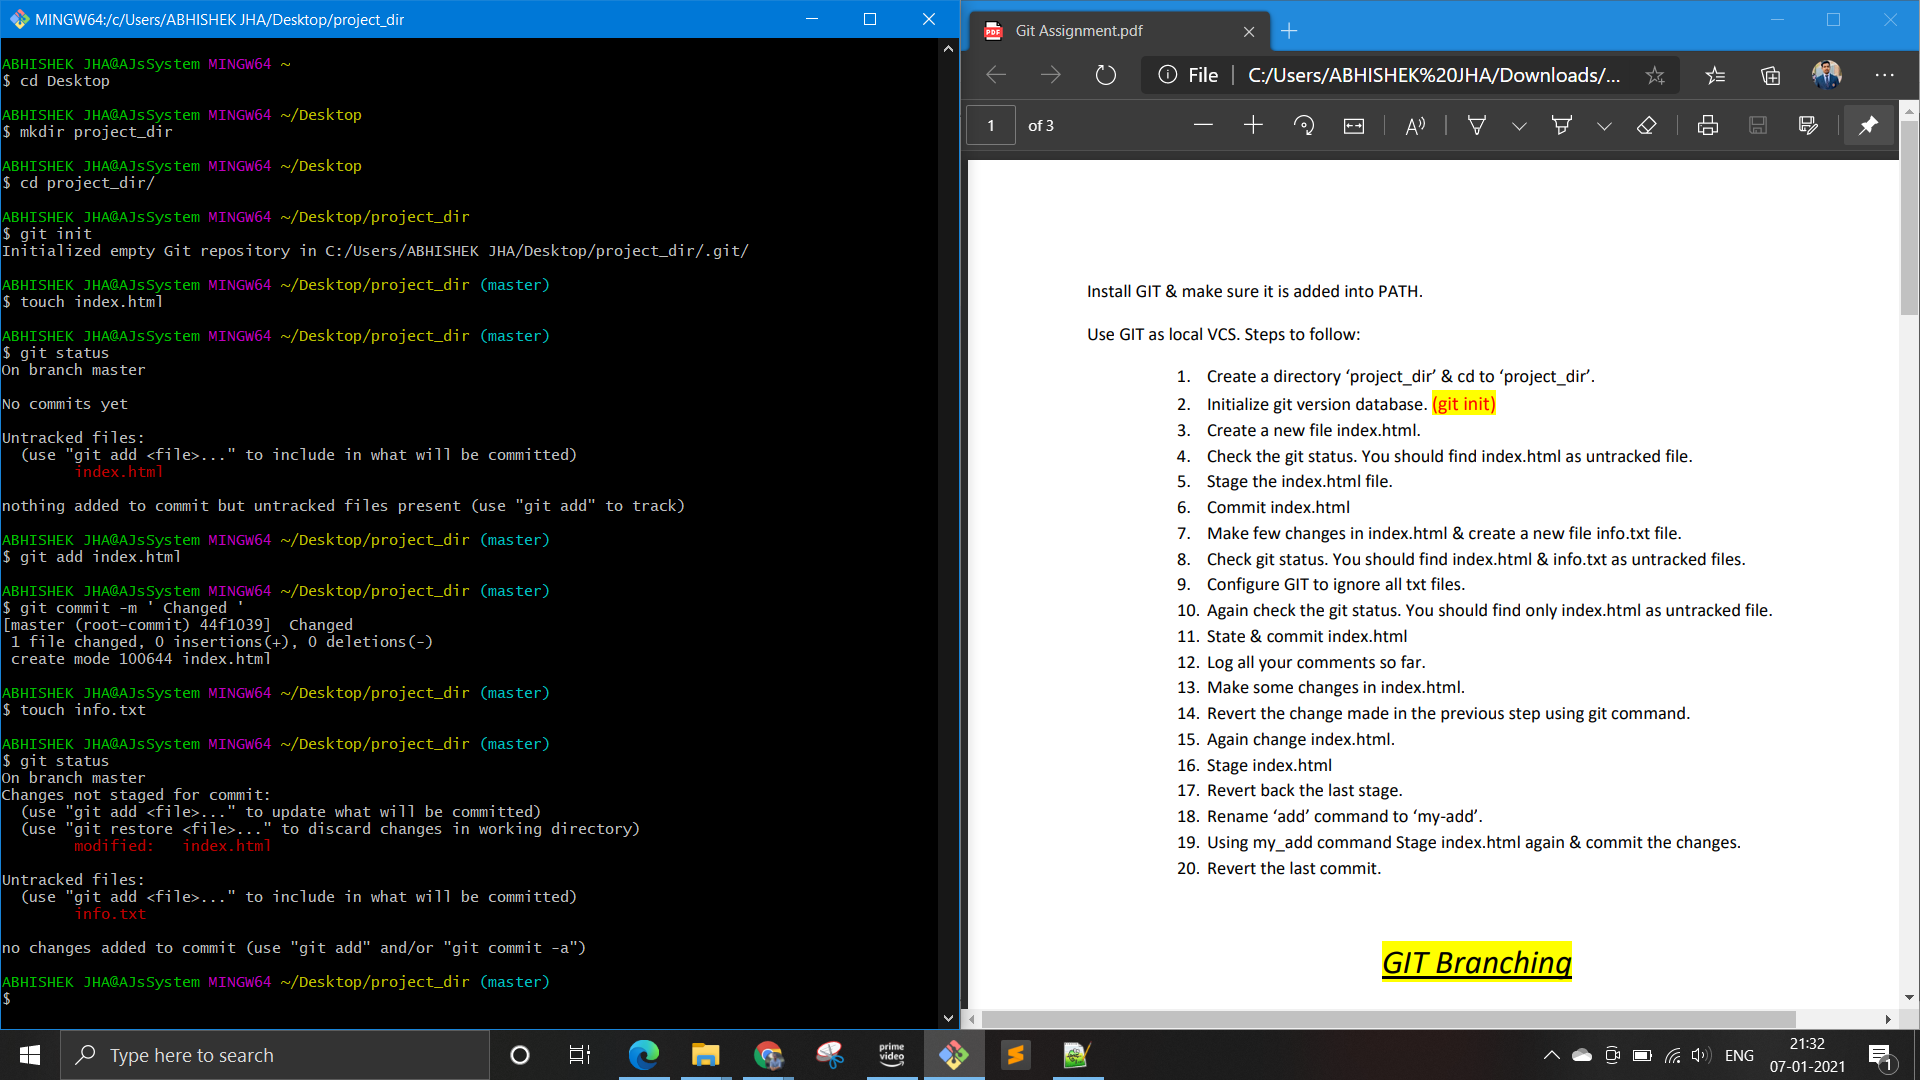 MINGW64:/c/Users/ABHISHEK JHA/Desktop/project_dir
ABHISHEK JHA@AJsSystem MINGW64 ~
$ cd Desktop
ABHISHEK JHA@AJsSystem MINGW64 ~/Desktop
$ mkdir project_dir
ABHISHEK JHA@AJsSystem MINGW64 ~/Desktop
$ cd project_dir/
ABHISHEK JHA@AJsSystem MINGW64 ~/Desktop/project_dir
$ git init
Initialized empty Git repository in C:/Users/ABHISHEK JHA/Desktop/project_dir/.git/
ABHISHEK JHA@AJsSystem MINGW64 ~/Desktop/project_dir (master)
$ touch index.html
ABHISHEK JHA@AJsSystem MINGW64 ~/Desktop/project_dir (master)
$ git status
On branch master
No commits yet
Untracked files:
(use "git add <file>..." to include in what will be committed)
index.html
nothing added to commit but untracked files present (use "git add" to track)
ABHISHEK JHA@AJsSystem MINGW64 ~/Desktop/project_dir (master)
$ git add index.html
ABHISHEK JHA@AJsSystem MINGW64 ~/Desktop/project_dir (master)
$ git commit -m ' Changed '
[master (root-commit) 44f1039]  Changed
1 file changed, 0 insertions(+), 0 deletions(-)
create mode 100644 index.html
ABHISHEK JHA@AJsSystem MINGW64 ~/Desktop/project_dir (master)
$ touch info.txt
ABHISHEK JHA@AJsSystem MINGW64 ~/Desktop/project_dir (master)
$ git status
On branch master
Changes not staged for commit:
(use "git add <file>..." to update what will be committed)
(use "git restore <file>..." to discard changes in working directory)
modified:   index.html
Untracked files:
(use "git add <file>..." to include in what will be committed)
info.txt
no changes added to commit (use "git add" and/or "git commit -a")
ABHISHEK JHA@AJsSystem MINGW64 ~/Desktop/project_dir (master)
$
PDF Git Assignment.pdf
File C:/Users/ABHISHEK%20JHA/Downloads/...
1 of 3
Install GIT & make sure it is added into PATH.
Use GIT as local VCS. Steps to follow:
1. Create a directory ‘project_dir’ & cd to ‘project_dir’.
2. Initialize git version database. (git init)
3. Create a new file index.html.
4. Check the git status. You should find index.html as untracked file.
5. Stage the index.html file.
6. Commit index.html
7. Make few changes in index.html & create a new file info.txt file.
8. Check git status. You should find index.html & info.txt as untracked files.
9. Configure GIT to ignore all txt files.
10. Again check the git status. You should find only index.html as untracked file.
11. State & commit index.html
12. Log all your comments so far.
13. Make some changes in index.html.
14. Revert the change made in the previous step using git command.
15. Again change index.html.
16. Stage index.html
17. Revert back the last stage.
18. Rename ‘add’ command to ‘my-add’.
19. Using my_add command Stage index.html again & commit the changes.
20. Revert the last commit.
GIT Branching
Type here to search
prime video
ENG
21:32
07-01-2021
1